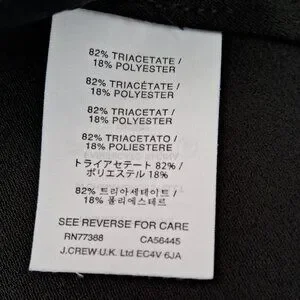 82% TRIACETATE /
18% POLYESTER
82% TRIACÉTATE /
18% POLYESTER
82% TRIACETAT /
18% POLYESTER
82% TRIACETATO /
18% POLIESTERE
トライアセテート 82% /
ポリエステル 18%
82% 트리아세테이트 /
18% 폴리에스테르
SEE REVERSE FOR CARE
RN77388 CA56445
J.CREW U.K. Ltd EC4V 6JA